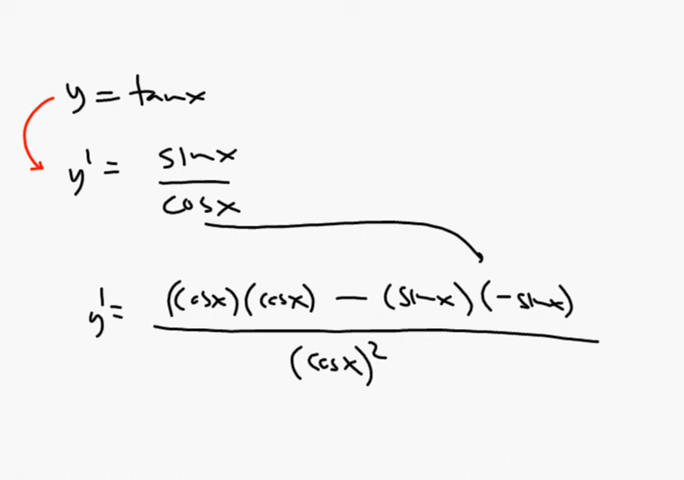 y = tanx
y' = sinx
cosx
y' = (cosx)(cosx) — (sinx)(-sinx)
(cosx)²